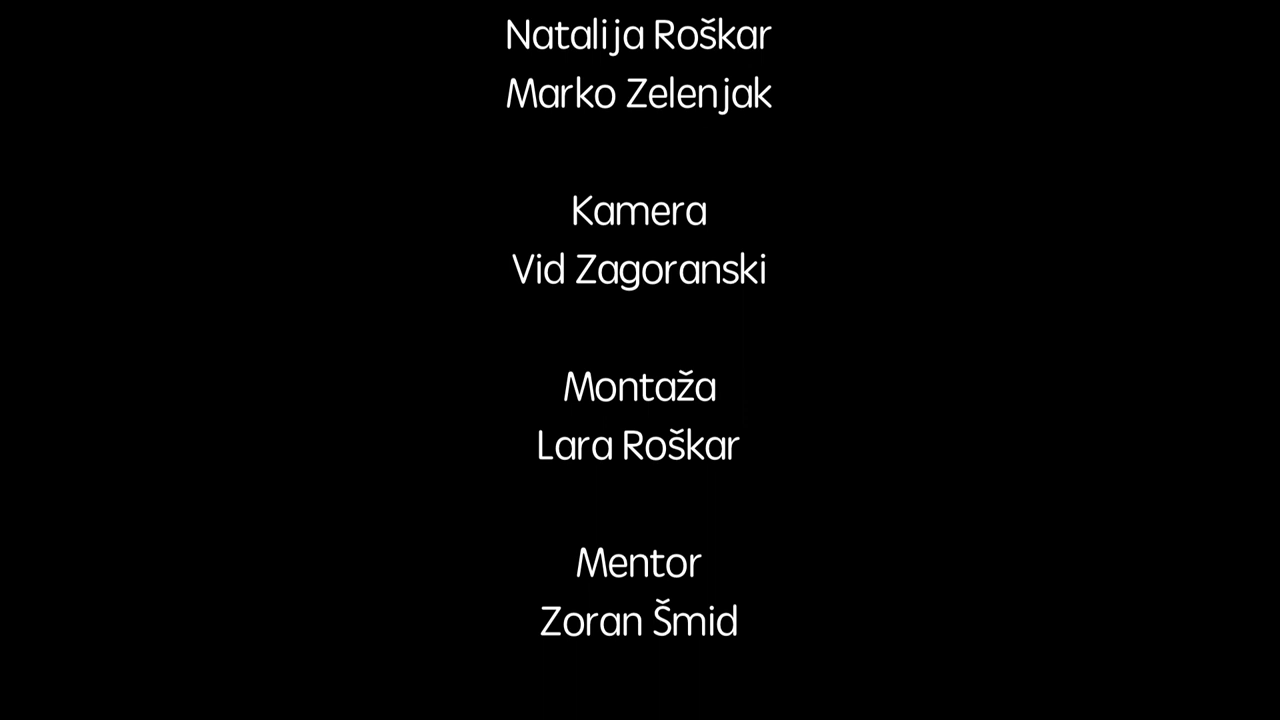 Natalija Roškar
Marko Zelenjak
Kamera
Vid Zagoranski
Montaža
Lara Roškar
Mentor
Zoran Šmid